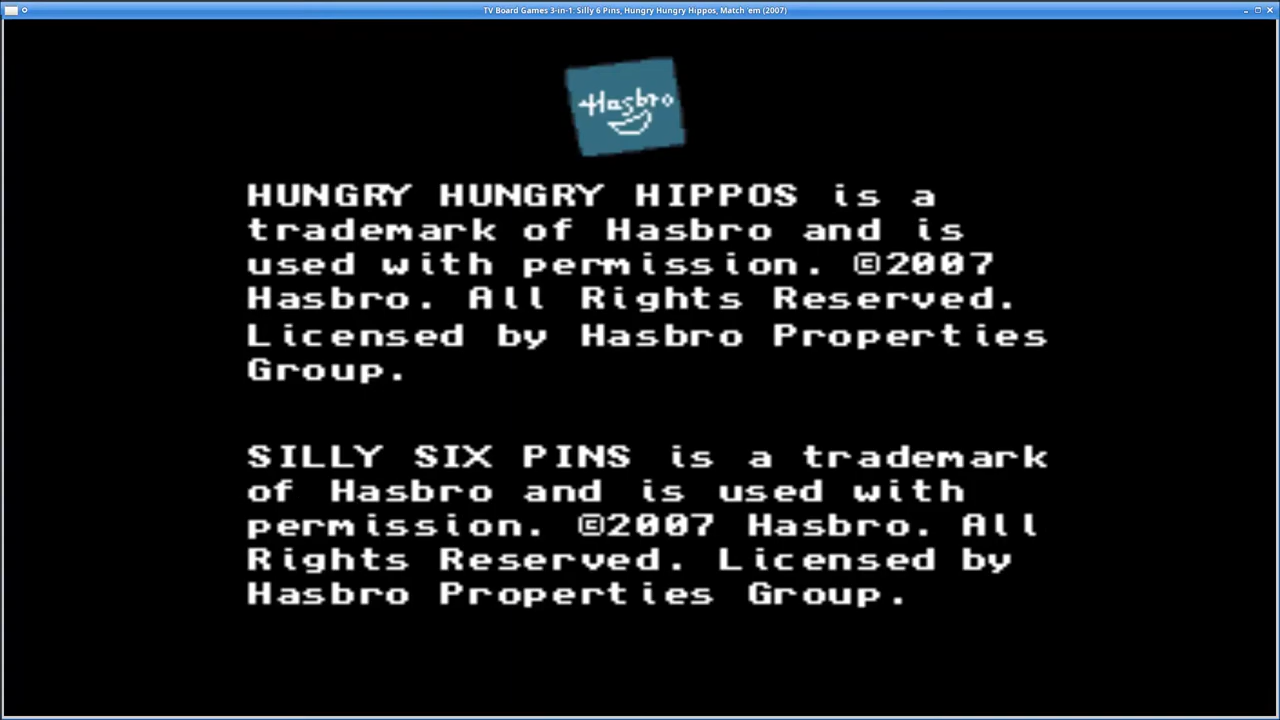 TV Board Games 3-in-1: Silly 6 Pins, Hungry Hungry Hippos, Match 'em (2007)
Hasbro
HUNGRY HUNGRY HIPPOS is a
trademark of Hasbro and is
used with permission. ©2007
Hasbro. All Rights Reserved.
Licensed by Hasbro Properties
Group.
SILLY SIX PINS is a trademark
of Hasbro and is used with
permission. ©2007 Hasbro. All
Rights Reserved. Licensed by
Hasbro Properties Group.